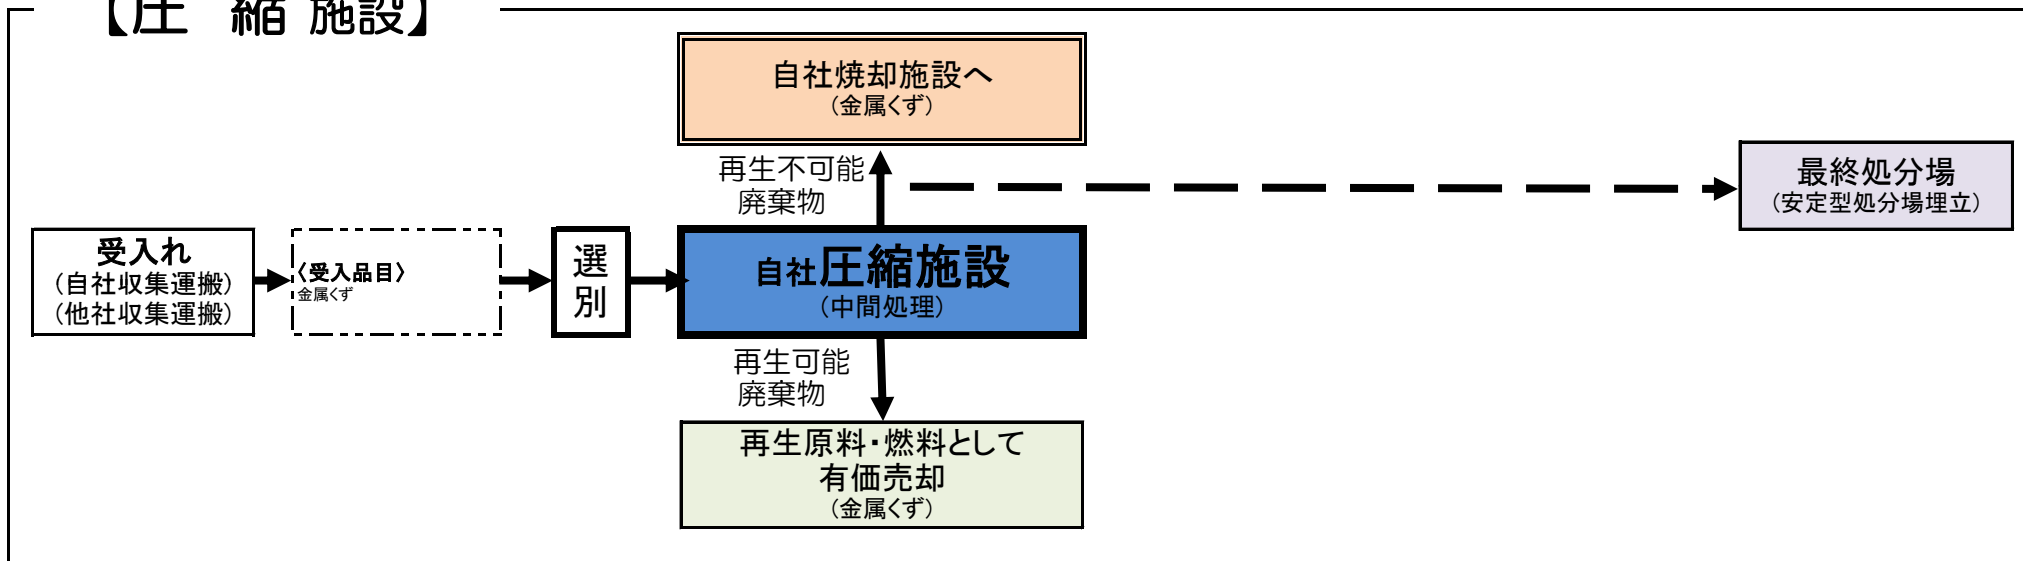 【圧 縮 施設】
自社焼却施設へ
（金属くず）
再生不可能
廃棄物
最終処分場
（安定型処分場埋立）
受入れ
（自社収集運搬）
（他社収集運搬）
〈受入品目〉
金属くず
選
別
自社圧縮施設
（中間処理）
再生可能
廃棄物
再生原料・燃料として
有価売却
（金属くず）